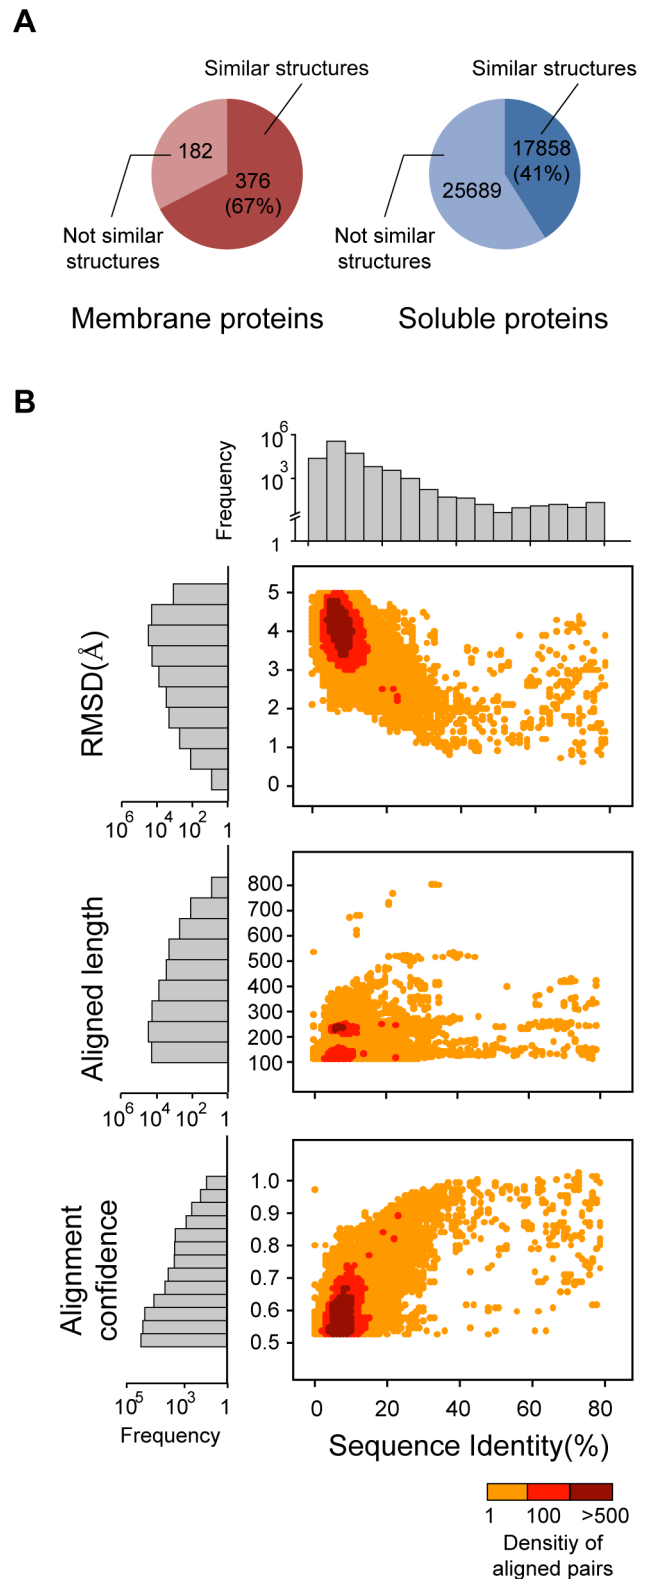 A
Similar structures
Similar structures
182
376
(67%)
17858
(41%)
25689
Not similar
structures
Not similar
structures
Membrane proteins
Soluble proteins
B
Frequency
10^6
10^3
1
RMSD(Å)
5
4
3
2
1
0
10^6 10^4 10^2 1
Aligned length
800
700
600
500
400
300
200
100
10^6 10^4 10^2 1
Alignment
confidence
1.0
0.9
0.8
0.7
0.6
0.5
10^5 10^3 1
Frequency
0 20 40 60 80
Sequence Identity(%)
1 100 >500
Densitiy of
aligned pairs